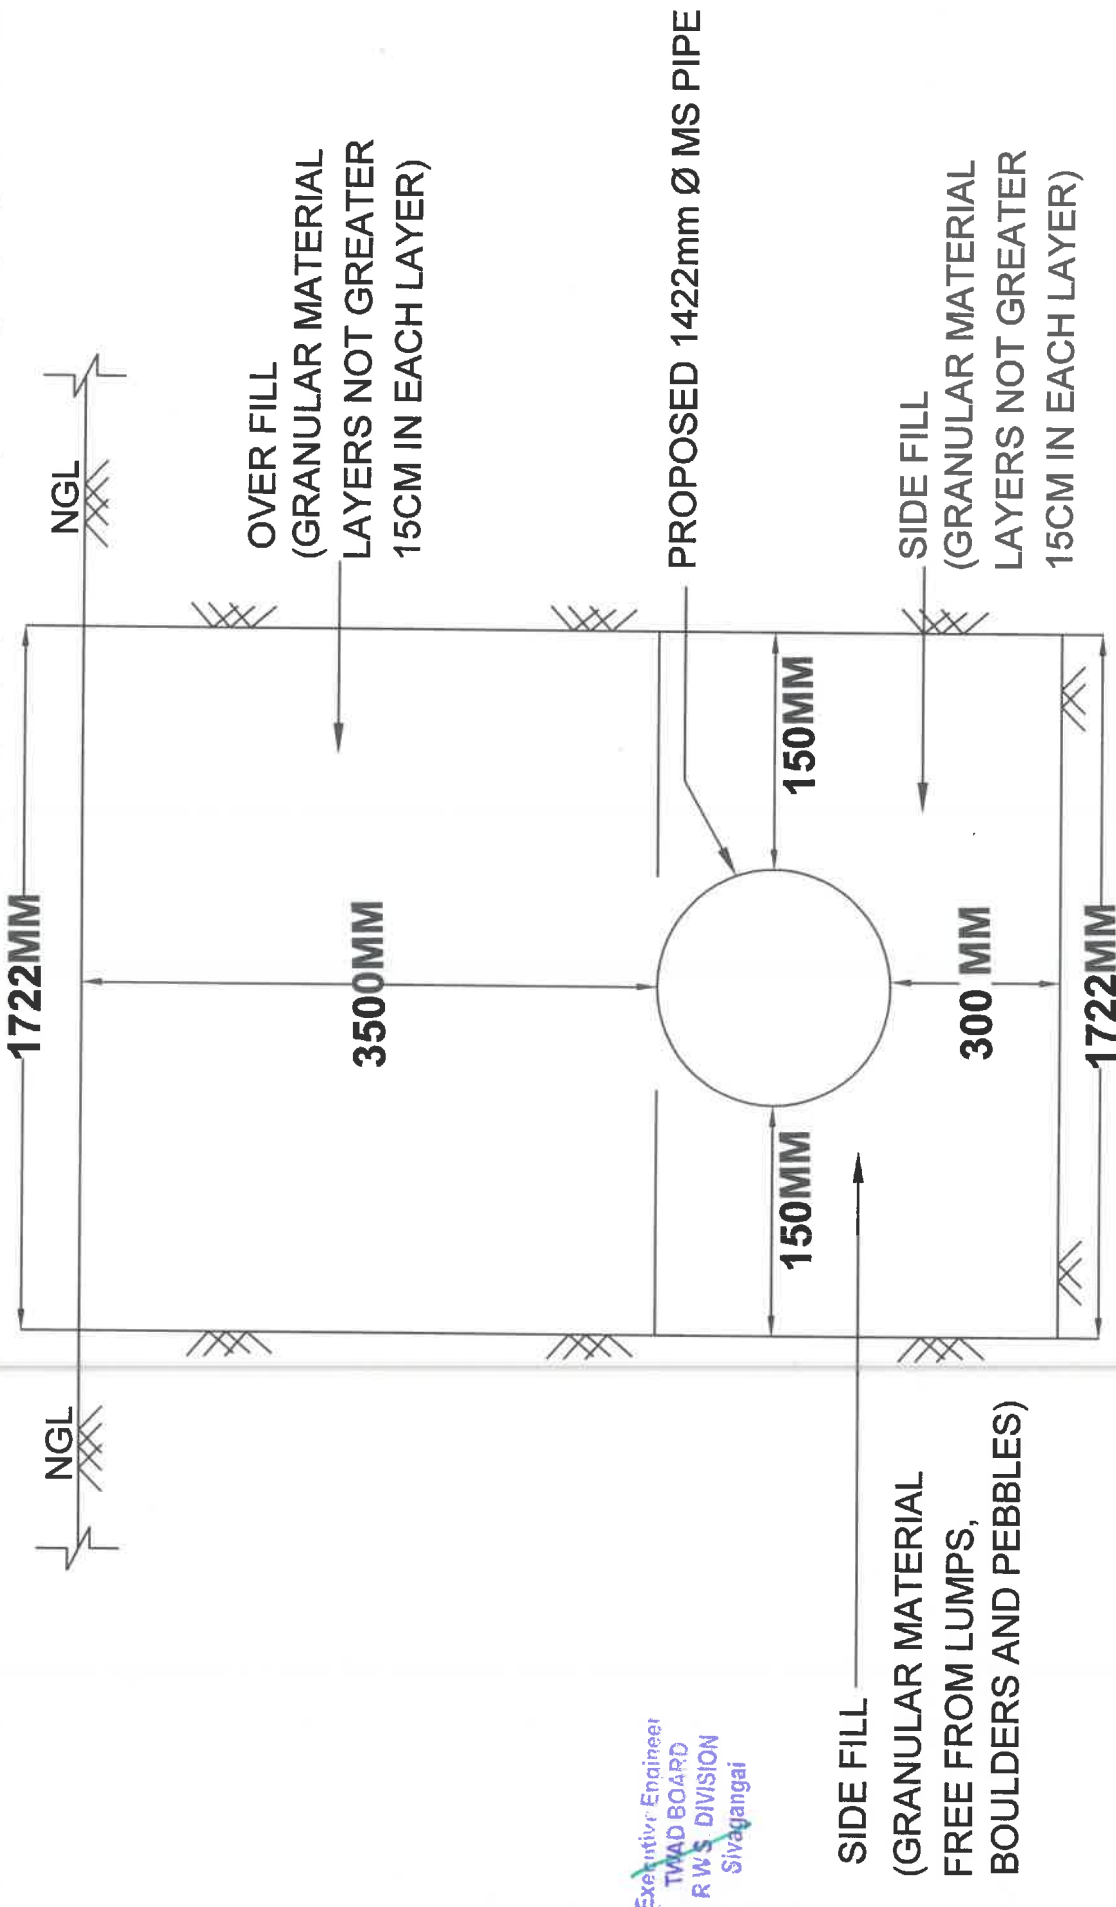 1722MM
NGL
NGL
OVER FILL
(GRANULAR MATERIAL
LAYERS NOT GREATER
15CM IN EACH LAYER)
3500MM
PROPOSED 1422mm Ø MS PIPE
150MM
150MM
SIDE FILL
(GRANULAR MATERIAL
LAYERS NOT GREATER
15CM IN EACH LAYER)
300 MM
1722MM
SIDE FILL
(GRANULAR MATERIAL
FREE FROM LUMPS,
BOULDERS AND PEBBLES)
Executive Engineer
TWAD BOARD
R W S DIVISION
Sivagangai